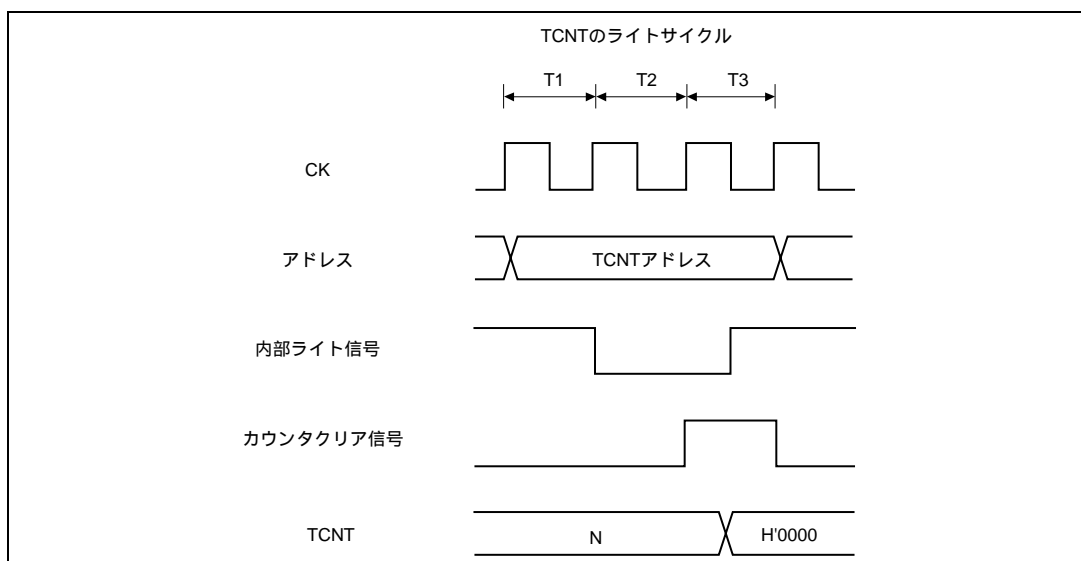 TCNTのライトサイクル
T1 T2 T3
CK
アドレス TCNTアドレス
内部ライト信号
カウンタクリア信号
TCNT N H'0000